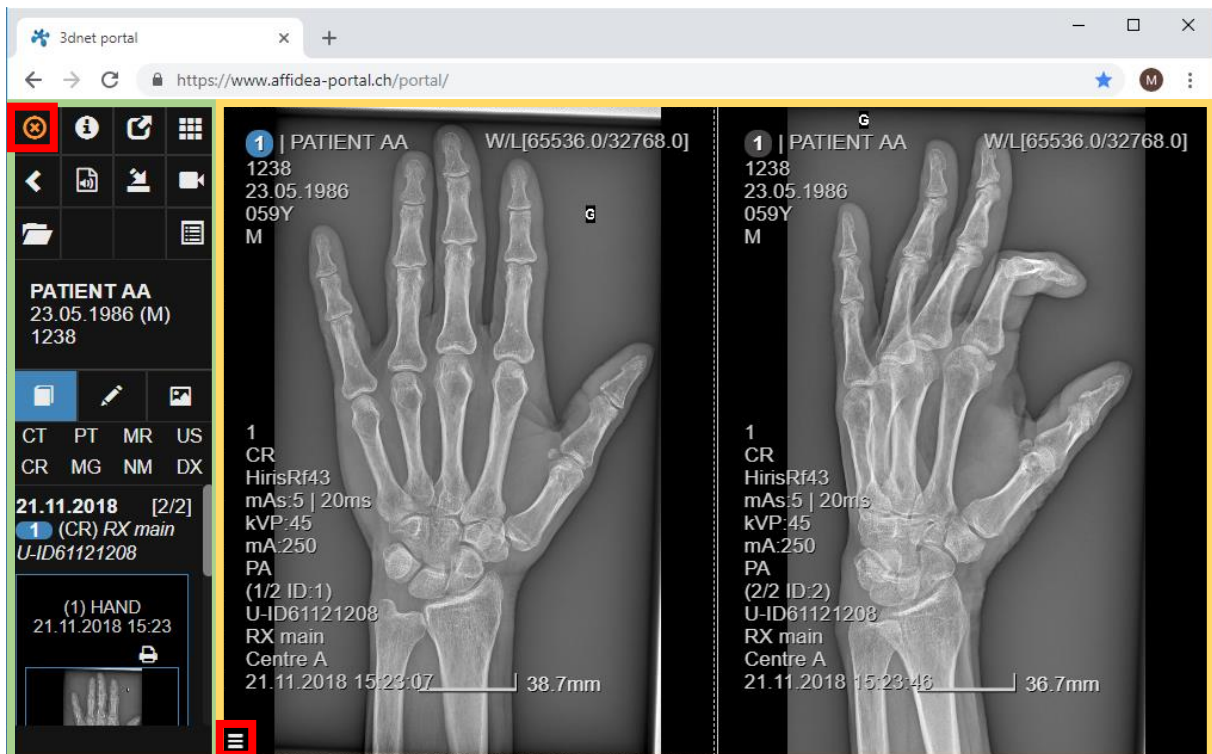 3dnet portal
https://www.affidea-portal.ch/portal/
M
PATIENT AA
23.05.1986 (M)
1238
CT PT MR US
CR MG NM DX
21.11.2018 [2/2]
1 (CR) RX main
U-ID61121208
(1) HAND
21.11.2018 15:23
1 | PATIENT AA W/L[65536.0/32768.0]
1238
23.05.1986
059Y
M
G
1
CR
HirisRf43
mAs:5 | 20ms
kVP:45
mA:250
PA
(1/2 ID:1)
U-ID61121208
RX main
Centre A
21.11.2018 15:23:07 38.7mm
G
1 | PATIENT AA W/L[65536.0/32768.0]
1238
23.05.1986
059Y
M
1
CR
HirisRf43
mAs:5 | 20ms
kVP:45
mA:250
PA
(2/2 ID:2)
U-ID61121208
RX main
Centre A
21.11.2018 15:23:46 36.7mm